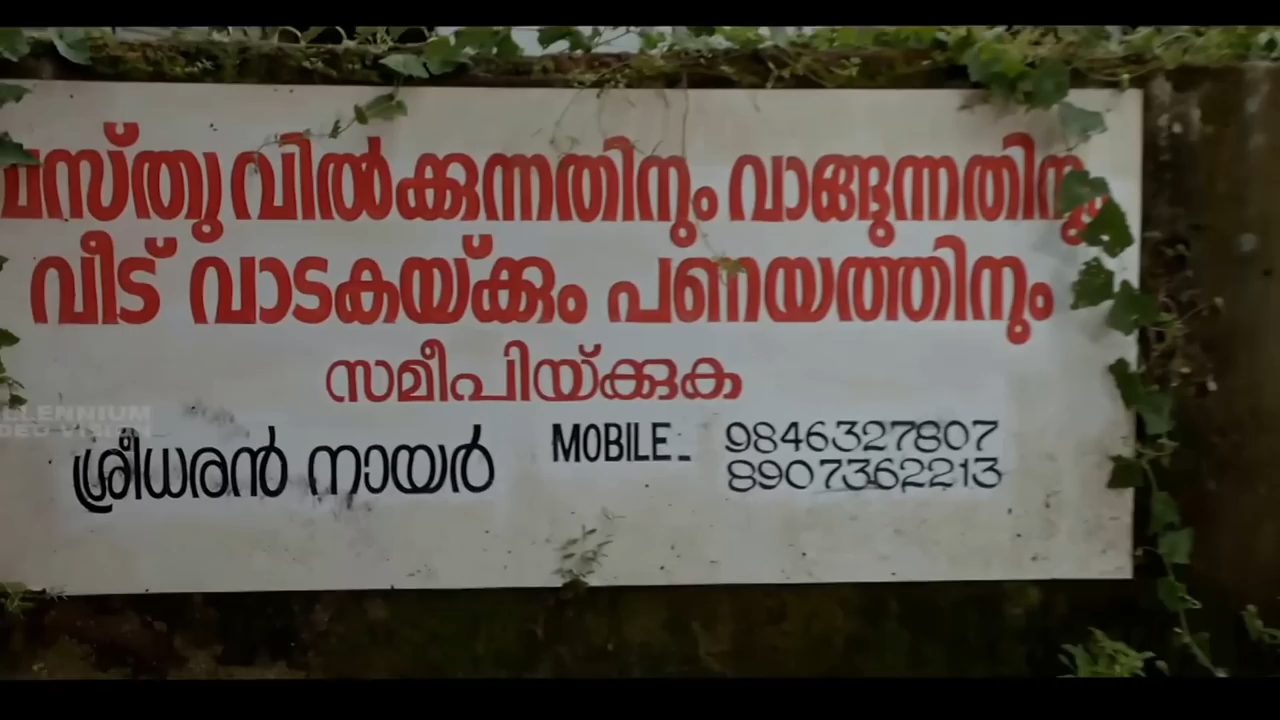 വസ്തു വിൽക്കുന്നതിനും വാങ്ങുന്നതിനും
വീട് വാടകയ്ക്കും പണയത്തിനും
സമീപിയ്ക്കുക
ശ്രീധരൻ നായർ MOBILE:- 9846327807
8907362213